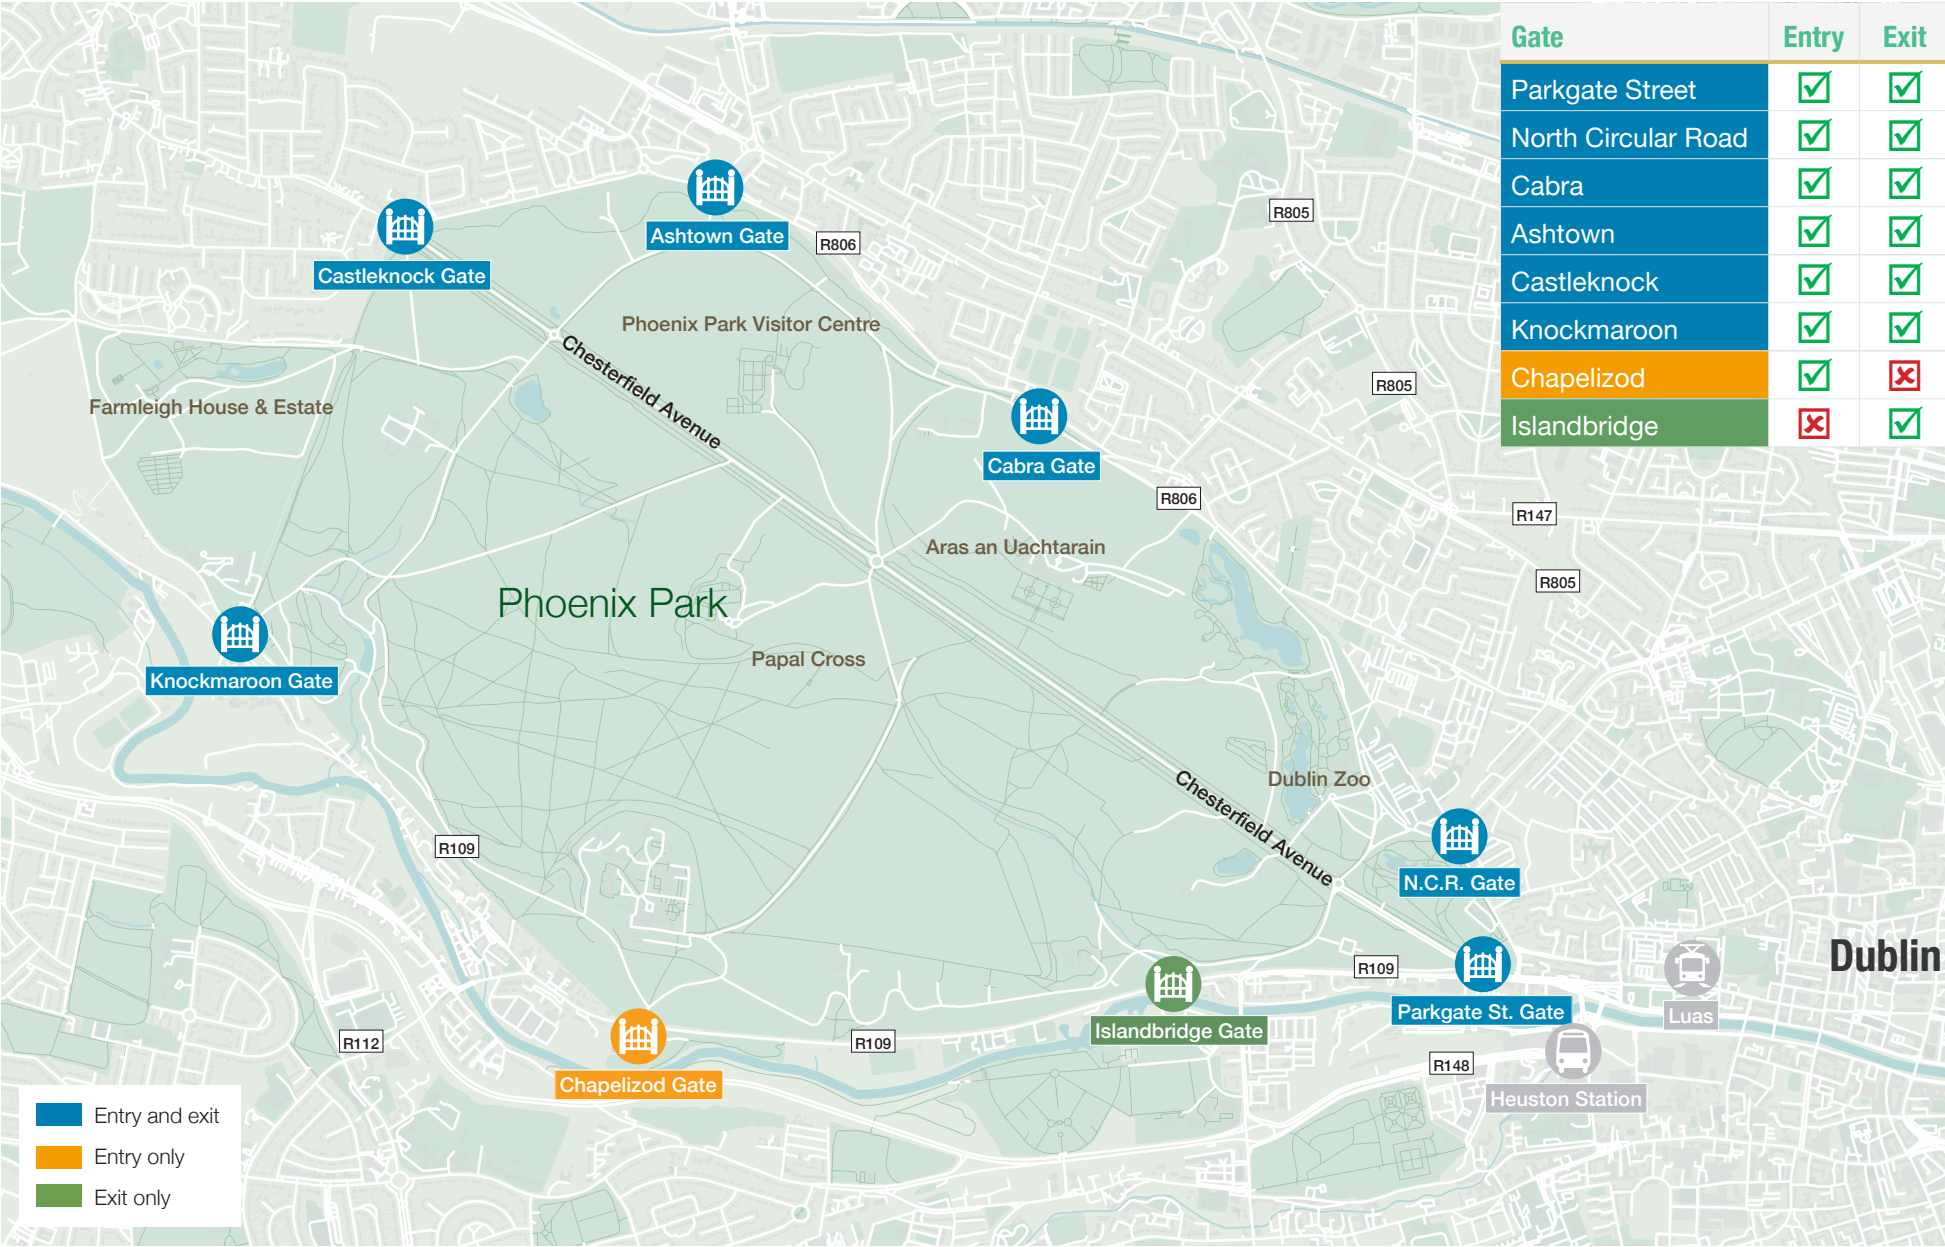 Gate Entry Exit
Parkgate Street
North Circular Road
Cabra
Ashtown
Castleknock
Knockmaroon
Chapelizod
Islandbridge
Ashtown Gate
R805
R806
Castleknock Gate
Phoenix Park Visitor Centre
Chesterfield Avenue
R805
Farmleigh House & Estate
Cabra Gate
R806
R147
Aras an Uachtarain
R805
Phoenix Park
Papal Cross
Knockmaroon Gate
Dublin Zoo
Chesterfield Avenue
R109
N.C.R. Gate
Dublin
R109
Parkgate St. Gate
Luas
Islandbridge Gate
R112
R109
R148
Chapelizod Gate
Heuston Station
Entry and exit
Entry only
Exit only